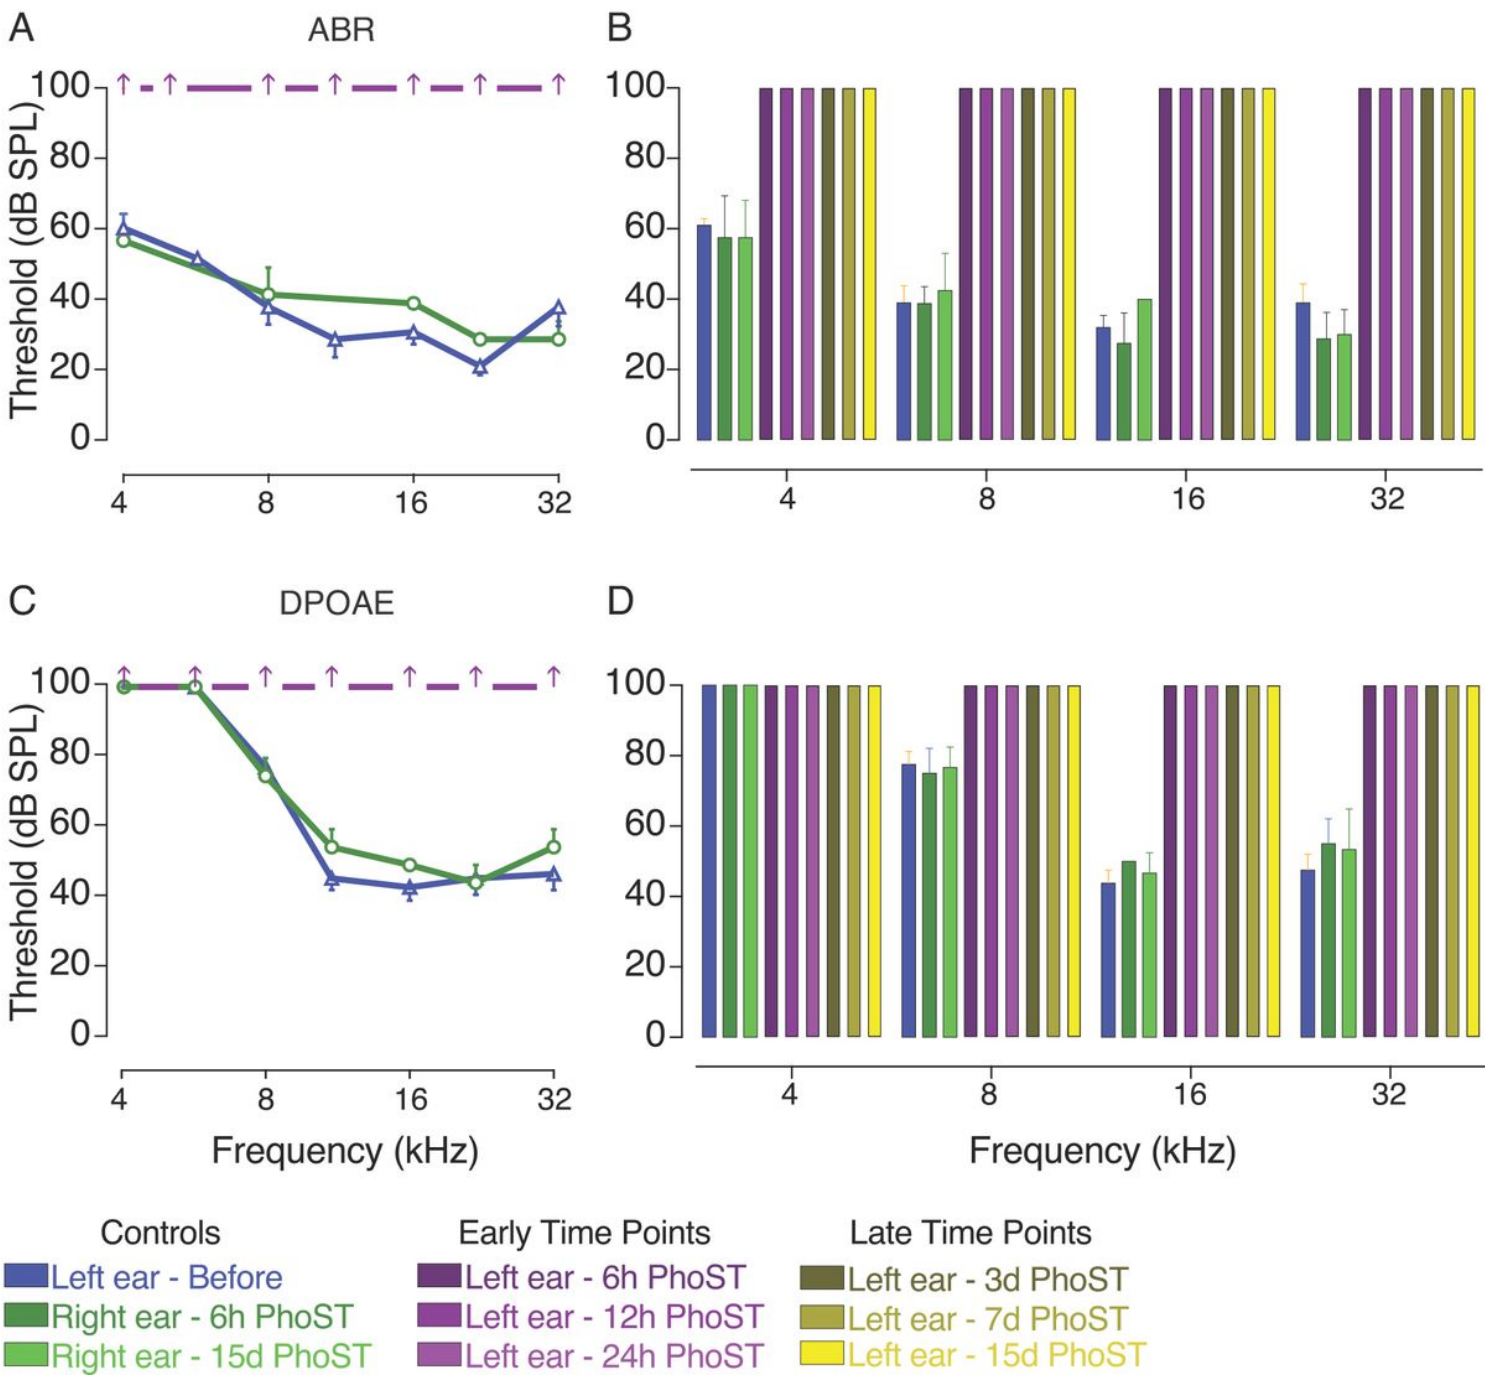 A
ABR
B
Threshold (dB SPL)
100
80
60
40
20
0
4
8
16
32
100
80
60
40
20
0
4
8
16
32
C
DPOAE
D
Threshold (dB SPL)
100
80
60
40
20
0
4
8
16
32
Frequency (kHz)
100
80
60
40
20
0
4
8
16
32
Frequency (kHz)
Controls
Left ear - Before
Right ear - 6h PhoST
Right ear - 15d PhoST
Early Time Points
Left ear - 6h PhoST
Left ear - 12h PhoST
Left ear - 24h PhoST
Late Time Points
Left ear - 3d PhoST
Left ear - 7d PhoST
Left ear - 15d PhoST